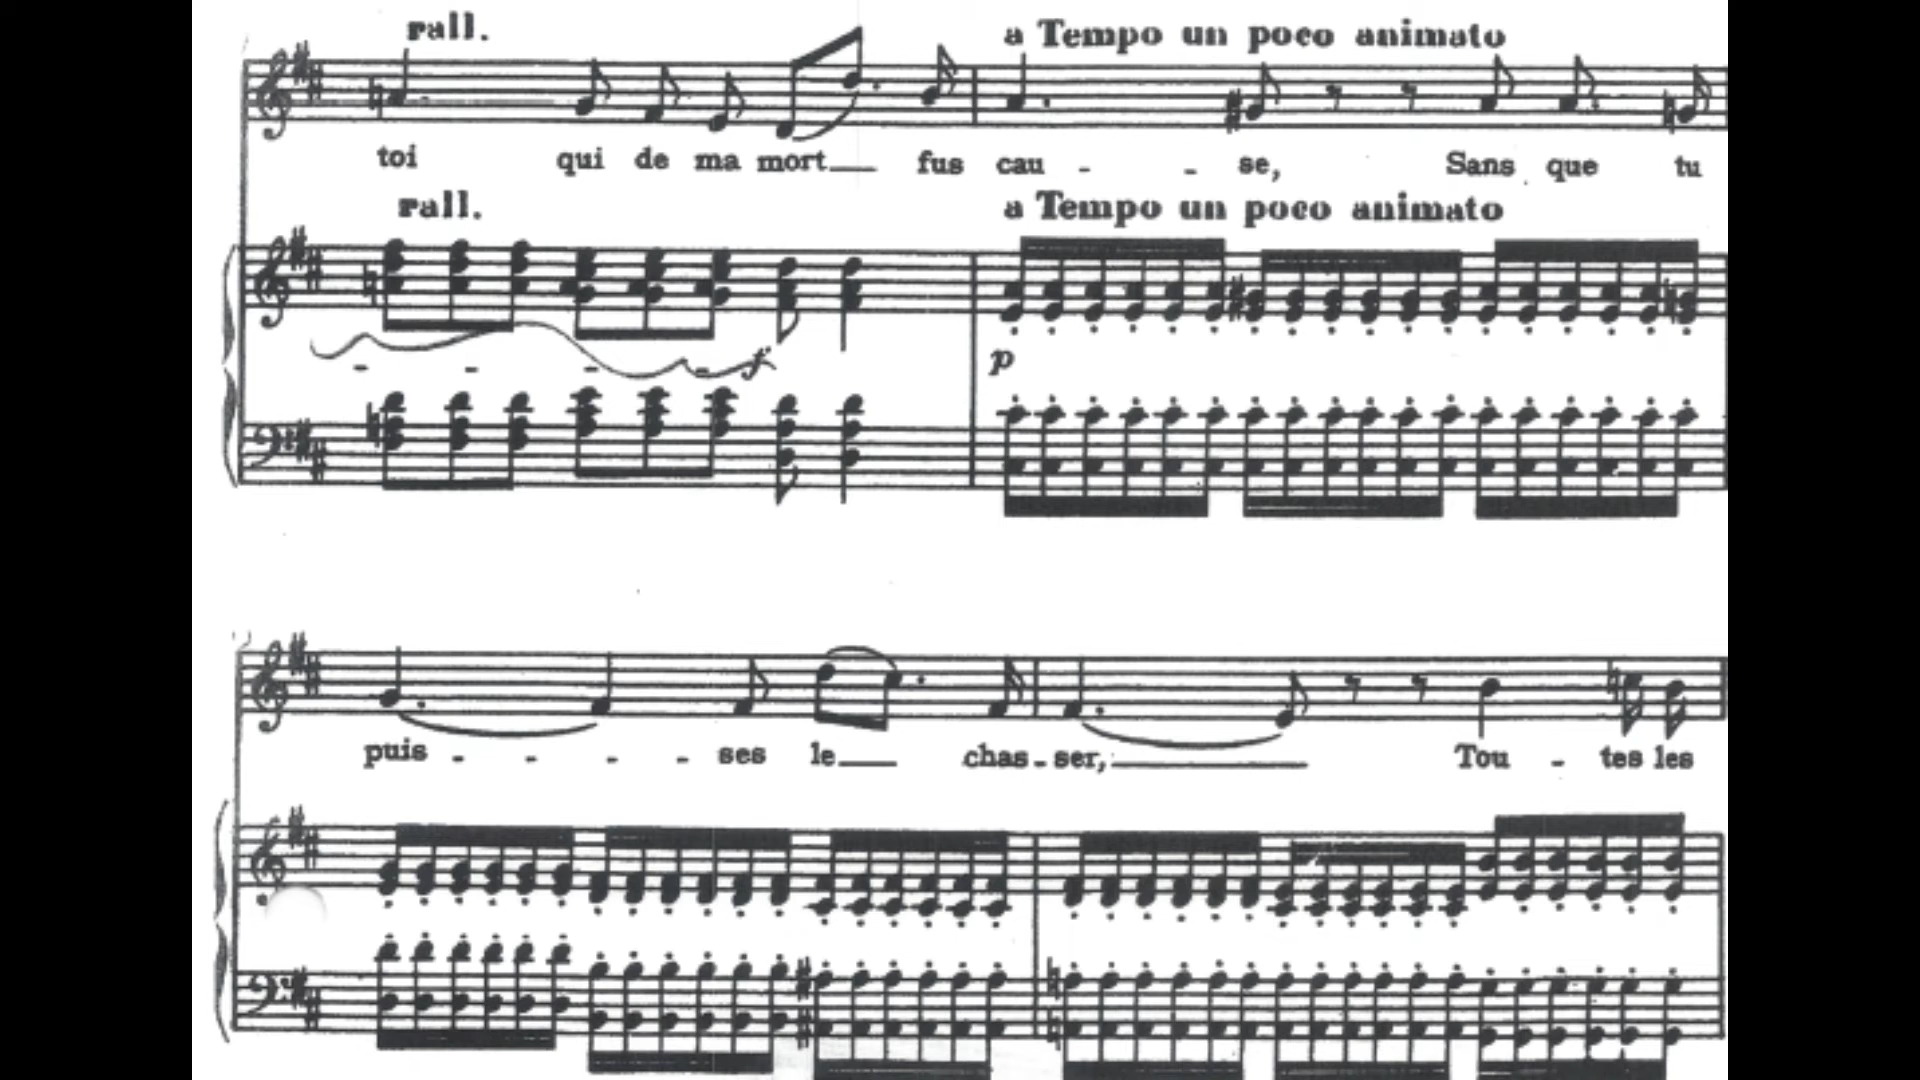 rall. a Tempo un poco animato
toi qui de ma mort fus cau - - se, Sans que tu
rall. a Tempo un poco animato
f p
puis - - - - ses le chas - ser, Tou - tes les